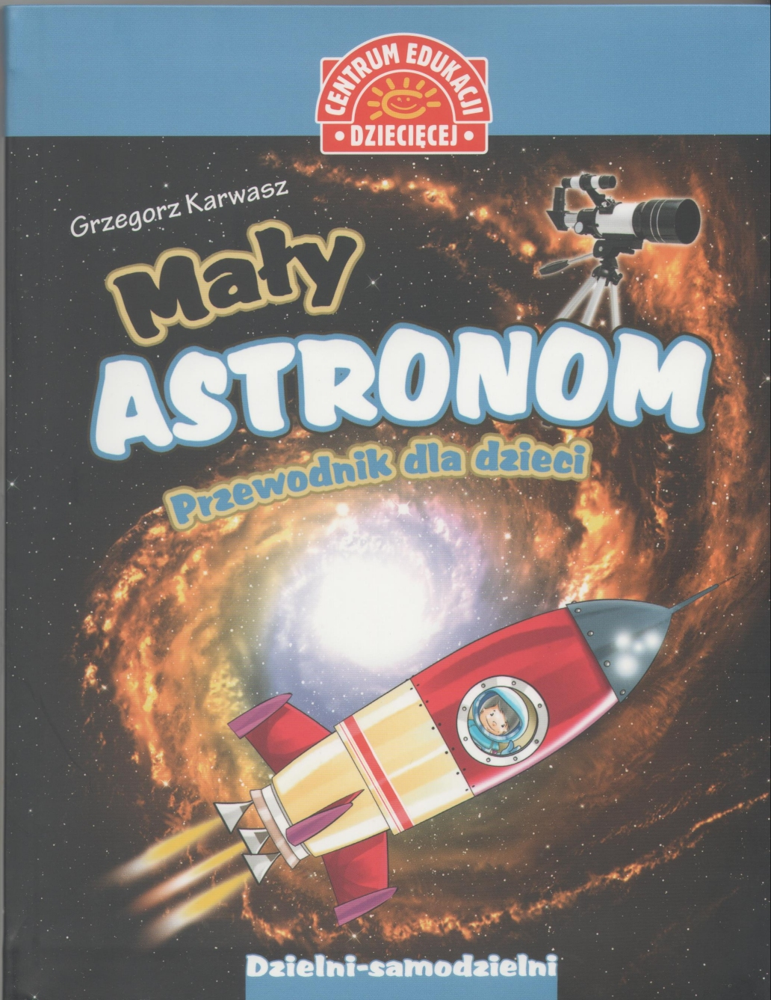 CENTRUM EDUKACJI
• DZIECIĘCEJ •
Grzegorz Karwasz
Mały
ASTRONOM
Przewodnik dla dzieci
Dzielni-samodzielni